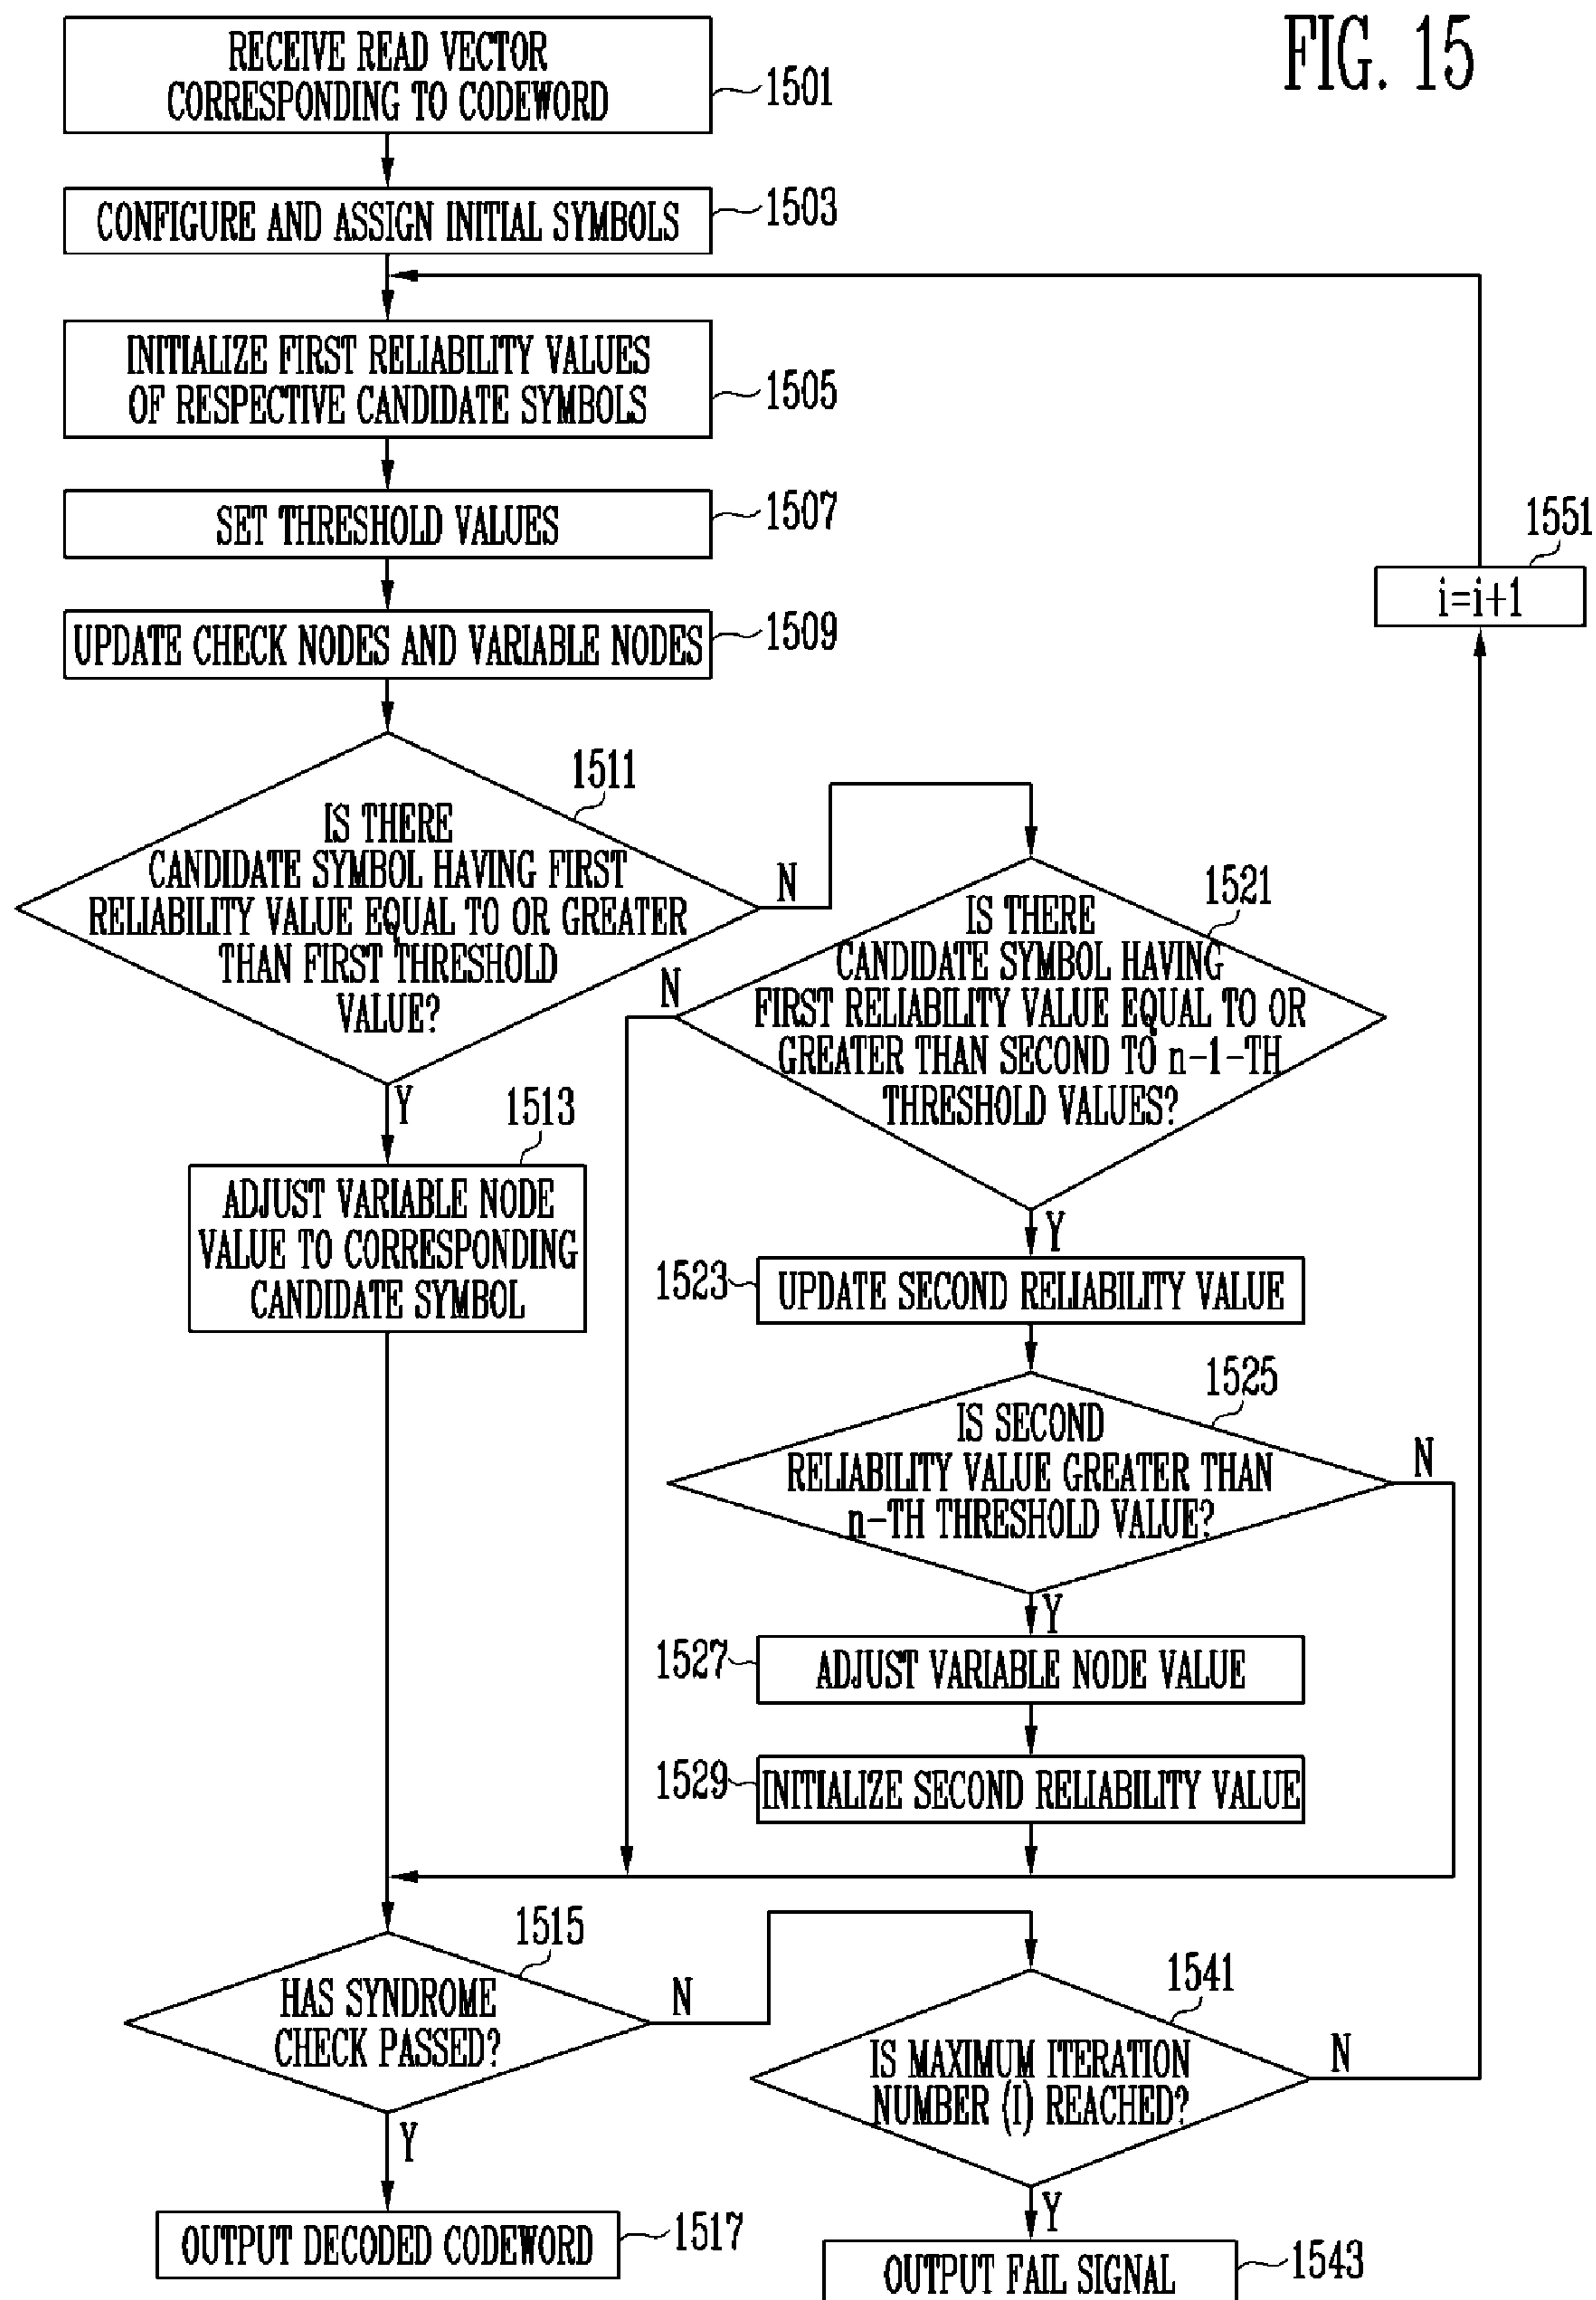 FIG. 15
RECEIVE READ VECTOR
CORRESPONDING TO CODEWORD
1501
CONFIGURE AND ASSIGN INITIAL SYMBOLS
1503
INITIALIZE FIRST RELIABILITY VALUES
OF RESPECTIVE CANDIDATE SYMBOLS
1505
SET THRESHOLD VALUES
1507
1551
i=i+1
UPDATE CHECK NODES AND VARIABLE NODES
1509
1511
IS THERE
CANDIDATE SYMBOL HAVING FIRST
RELIABILITY VALUE EQUAL TO OR GREATER
THAN FIRST THRESHOLD
VALUE?
N
Y
1521
IS THERE
CANDIDATE SYMBOL HAVING
FIRST RELIABILITY VALUE EQUAL TO OR
GREATER THAN SECOND TO n-1-TH
THRESHOLD VALUES?
N
Y
1513
ADJUST VARIABLE NODE
VALUE TO CORRESPONDING
CANDIDATE SYMBOL
1523
UPDATE SECOND RELIABILITY VALUE
1525
IS SECOND
RELIABILITY VALUE GREATER THAN
n-TH THRESHOLD VALUE?
N
Y
1527
ADJUST VARIABLE NODE VALUE
1529
INITIALIZE SECOND RELIABILITY VALUE
1515
HAS SYNDROME
CHECK PASSED?
N
Y
1541
IS MAXIMUM ITERATION
NUMBER (I) REACHED?
N
Y
OUTPUT DECODED CODEWORD
1517
OUTPUT FAIL SIGNAL
1543